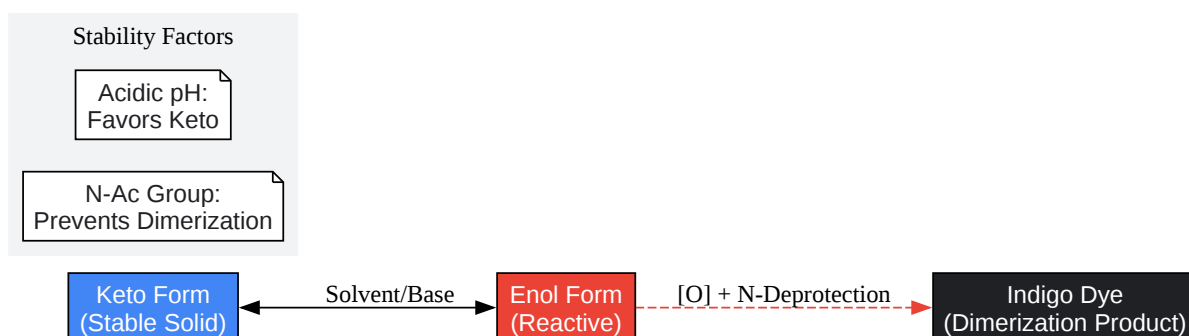 Stability Factors
Acidic pH:
Favors Keto
N-Ac Group:
Prevents Dimerization
Keto Form
(Stable Solid)
Solvent/Base
Enol Form
(Reactive)
[O] + N-Deprotection
Indigo Dye
(Dimerization Product)